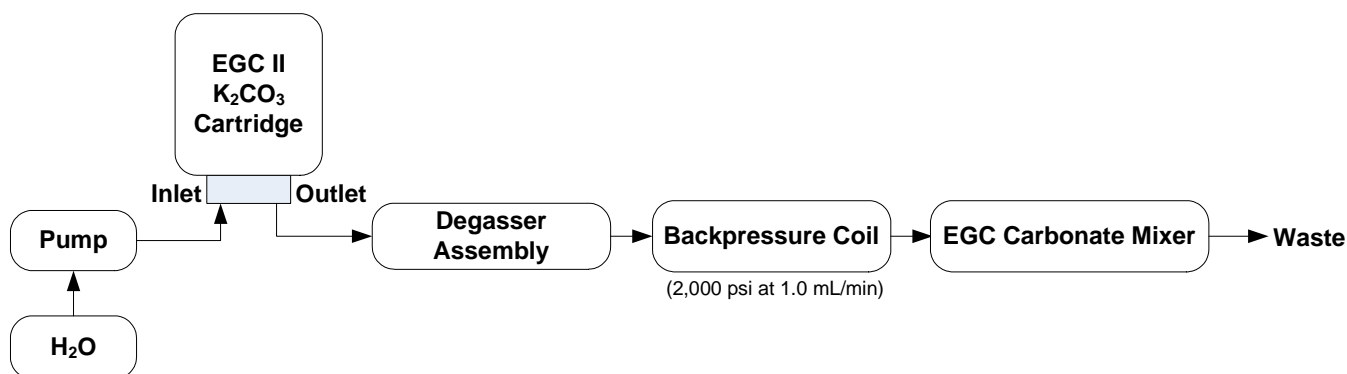 EGC II
K₂CO₃
Cartridge
Inlet
Outlet
Pump
H₂O
Degasser
Assembly
Backpressure Coil
(2,000 psi at 1.0 mL/min)
EGC Carbonate Mixer
Waste